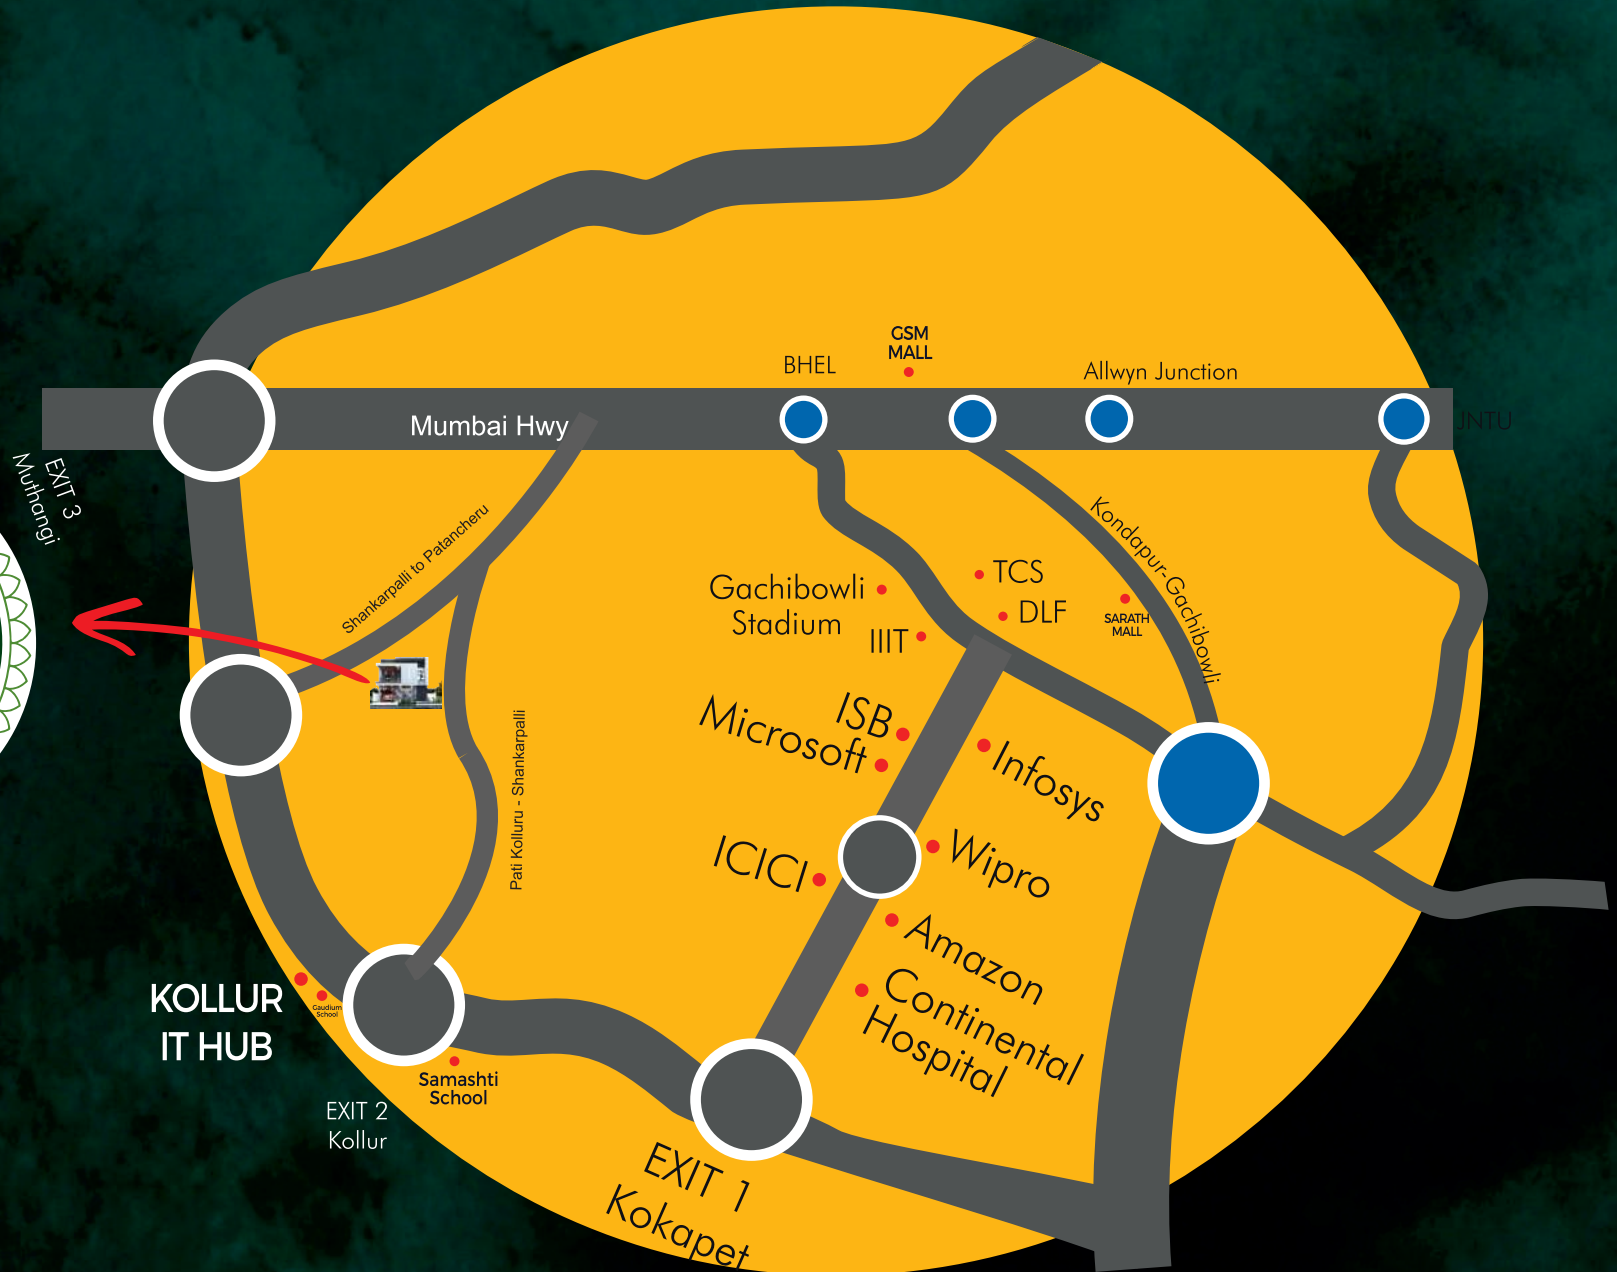 GSM
MALL
BHEL
Allwyn Junction
Mumbai Hwy
JNTU
EXIT 3
Muthangi
Shankarpalli to Patancheru
Kondapur-Gachibowli
TCS
Gachibowli
Stadium
DLF
SARATH
MALL
IIIT
ISB
Microsoft
Infosys
Pati Kolluru - Shankarpalli
ICICI
Wipro
Amazon
Continental
Hospital
KOLLUR
IT HUB
Gaudium
School
Samashti
School
EXIT 2
Kollur
EXIT 1
Kokapet